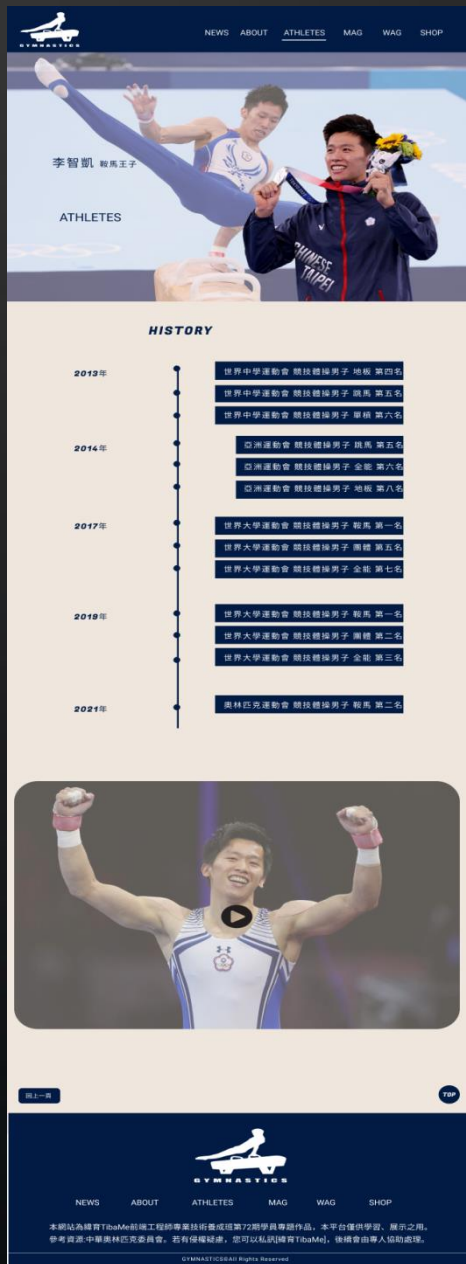 GYMNASTICS
NEWS ABOUT ATHLETES MAG WAG SHOP
李智凱 鞍馬王子
ATHLETES
CHINESE
TAIPEI
HISTORY
2013年
世界中學運動會 競技體操男子 地板 第四名
世界中學運動會 競技體操男子 跳馬 第五名
世界中學運動會 競技體操男子 單槓 第六名
2014年
亞洲運動會 競技體操男子 跳馬 第五名
亞洲運動會 競技體操男子 全能 第六名
亞洲運動會 競技體操男子 地板 第八名
2017年
世界大學運動會 競技體操男子 鞍馬 第一名
世界大學運動會 競技體操男子 團體 第五名
世界大學運動會 競技體操男子 全能 第七名
2019年
世界大學運動會 競技體操男子 鞍馬 第一名
世界大學運動會 競技體操男子 團體 第二名
世界大學運動會 競技體操男子 全能 第三名
2021年
奧林匹克運動會 競技體操男子 鞍馬 第二名
回上一頁
TOP
GYMNASTICS
NEWS ABOUT ATHLETES MAG WAG SHOP
本網站為緯育TibaMe前端工程師專業技術養成班第72期學員專題作品，本平台僅供學習、展示之用。
參考資源:中華奧林匹克委員會。若有侵權疑慮，您可以私訊[緯育TibaMe]，後續會由專人協助處理。
GYMNASTICS©All Rights Reserved